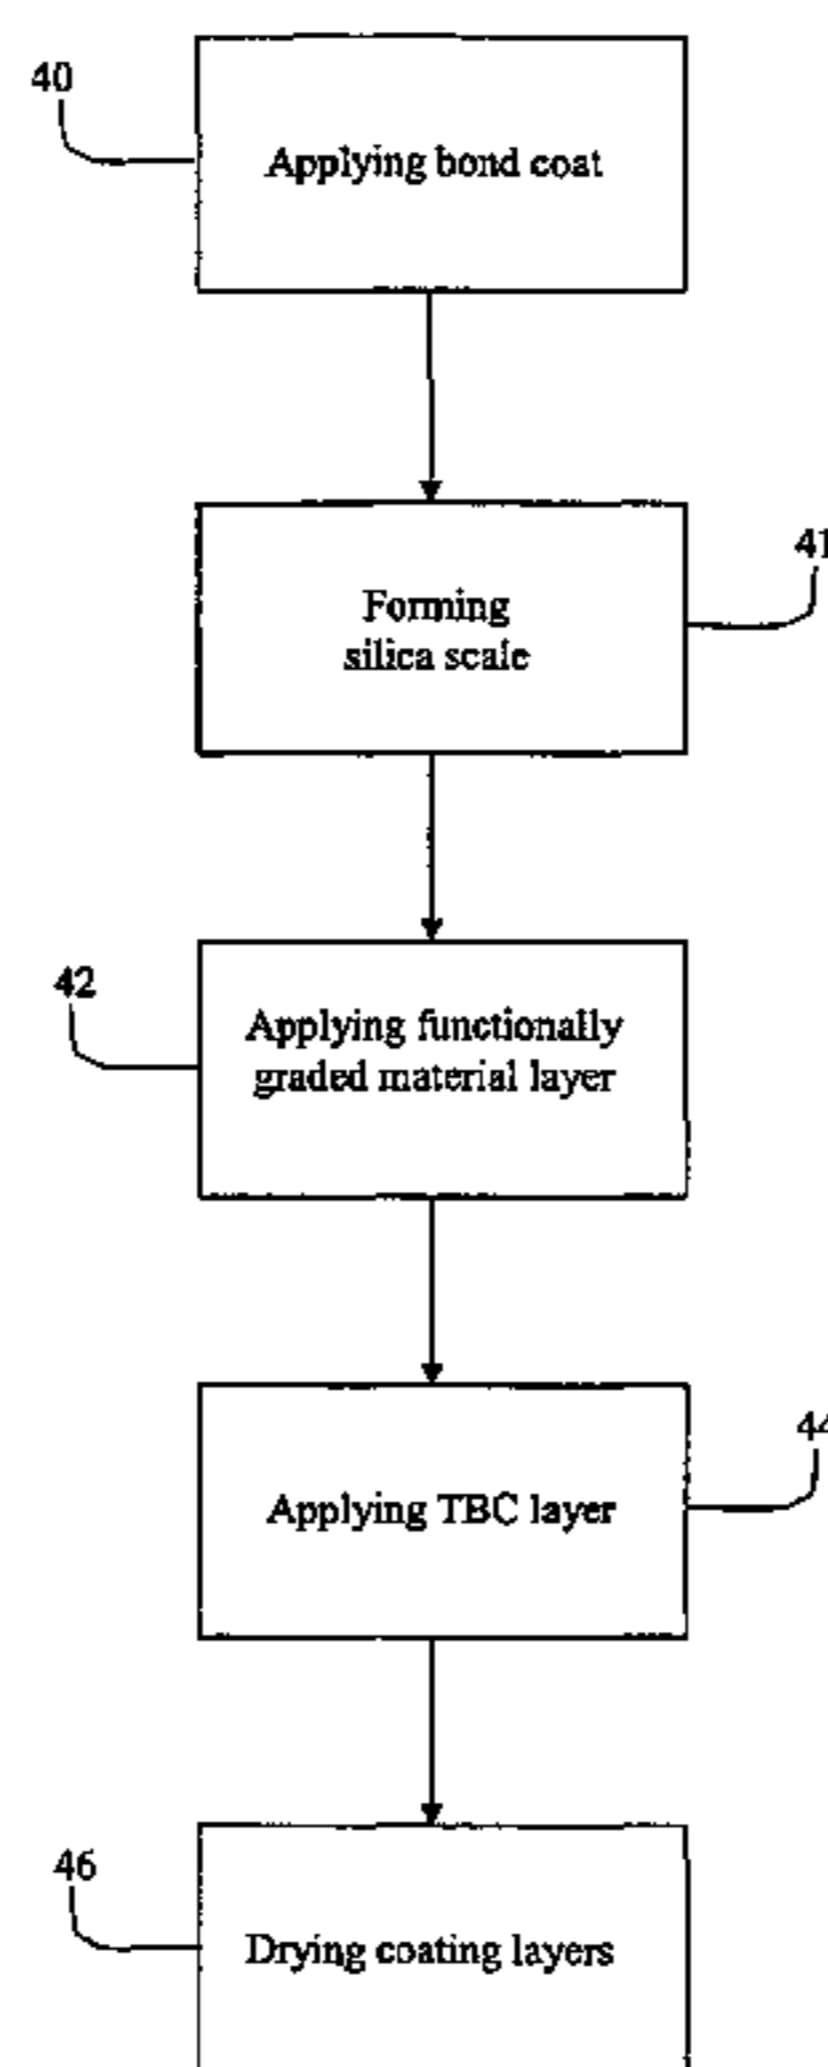 40
Applying bond coat
41
Forming
silica scale
42
Applying functionally
graded material layer
44
Applying TBC layer
46
Drying coating layers